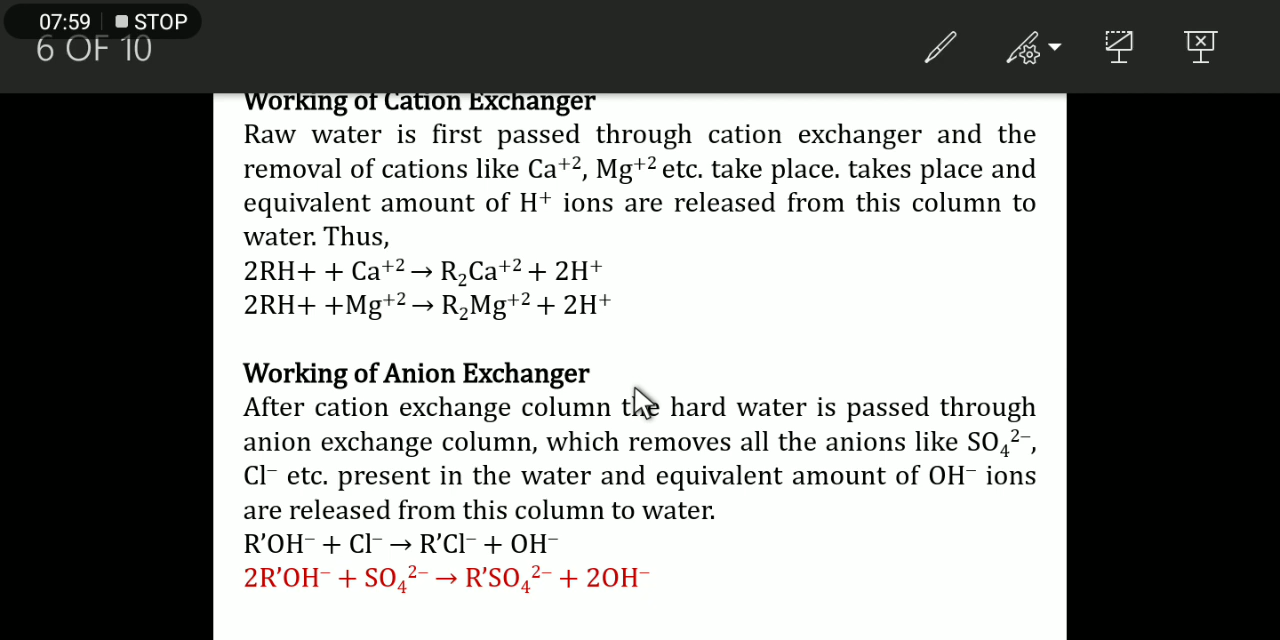 07:59 STOP
6 OF 10
Working of Cation Exchanger
Raw water is first passed through cation exchanger and the
removal of cations like Ca⁺², Mg⁺² etc. take place. takes place and
equivalent amount of H⁺ ions are released from this column to
water. Thus,
2RH+ + Ca⁺² → R₂Ca⁺² + 2H⁺
2RH+ +Mg⁺² → R₂Mg⁺² + 2H⁺
Working of Anion Exchanger
After cation exchange column the hard water is passed through
anion exchange column, which removes all the anions like SO₄²⁻,
Cl⁻ etc. present in the water and equivalent amount of OH⁻ ions
are released from this column to water.
R’OH⁻ + Cl⁻ → R’Cl⁻ + OH⁻
2R’OH⁻ + SO₄²⁻ → R’SO₄²⁻ + 2OH⁻